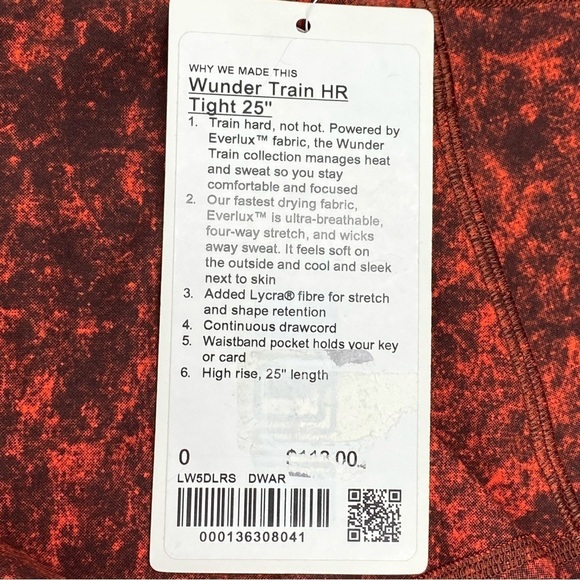 WHY WE MADE THIS
Wunder Train HR
Tight 25"
1. Train hard, not hot. Powered by
Everlux™ fabric, the Wunder
Train collection manages heat
and sweat so you stay
comfortable and focused
2. Our fastest drying fabric,
Everlux™ is ultra-breathable,
four-way stretch, and wicks
away sweat. It feels soft on
the outside and cool and sleek
next to skin
3. Added Lycra® fibre for stretch
and shape retention
4. Continuous drawcord
5. Waistband pocket holds your key
or card
6. High rise, 25" length
0
LW5DLRS DWAR
000136308041